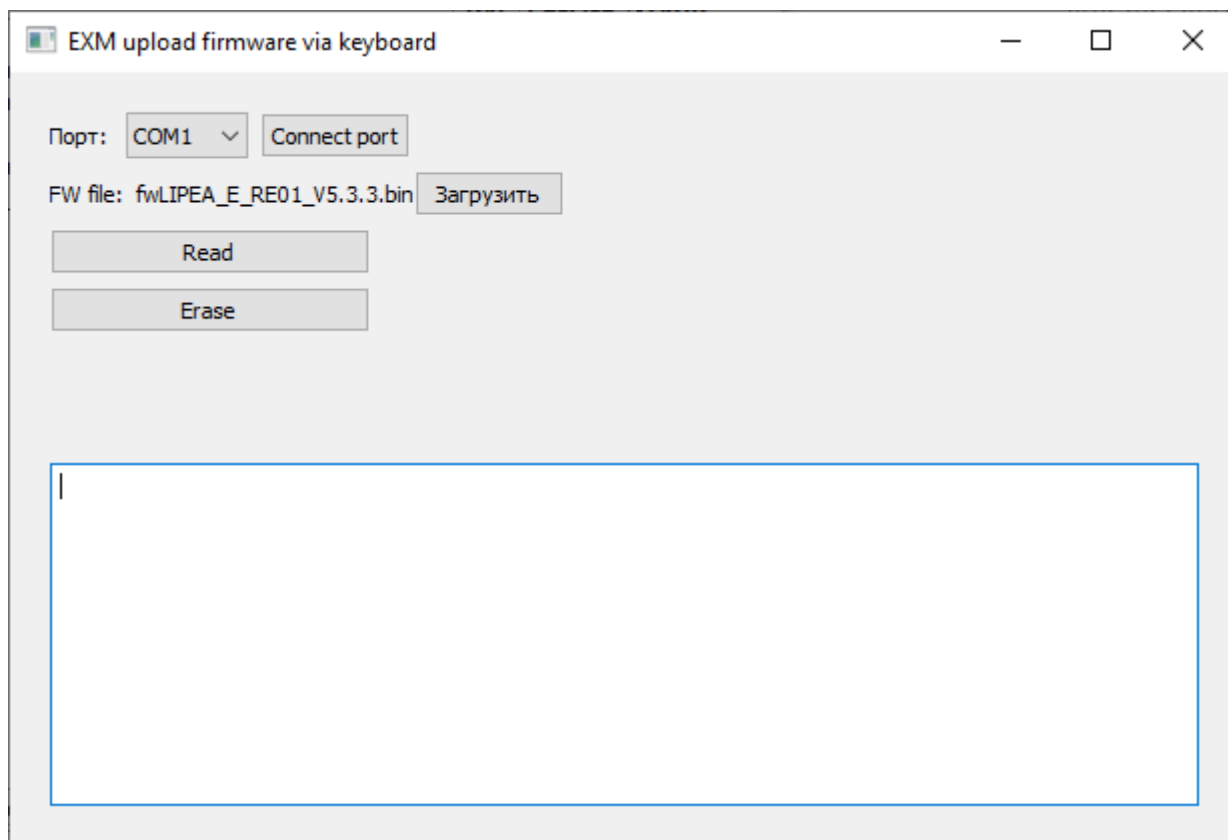 EXM upload firmware via keyboard
Порт: COM1 Connect port
FW file: fwLIPEA_E_RE01_V5.3.3.bin Загрузить
Read
Erase